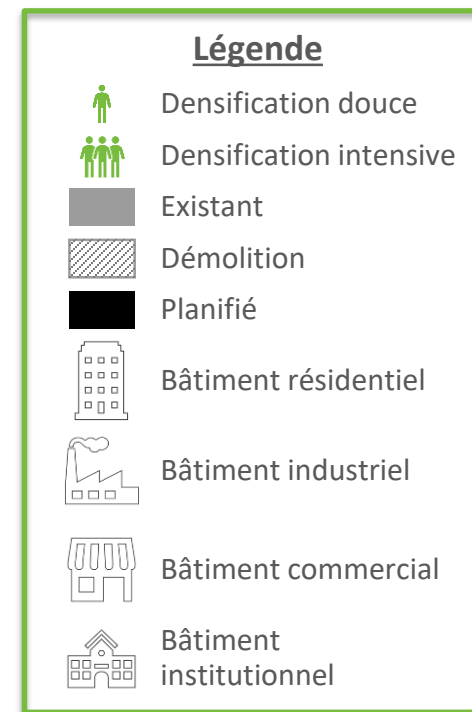 Légende
Densification douce
Densification intensive
Existant
Démolition
Planifié
Bâtiment résidentiel
Bâtiment industriel
Bâtiment commercial
Bâtiment
institutionnel